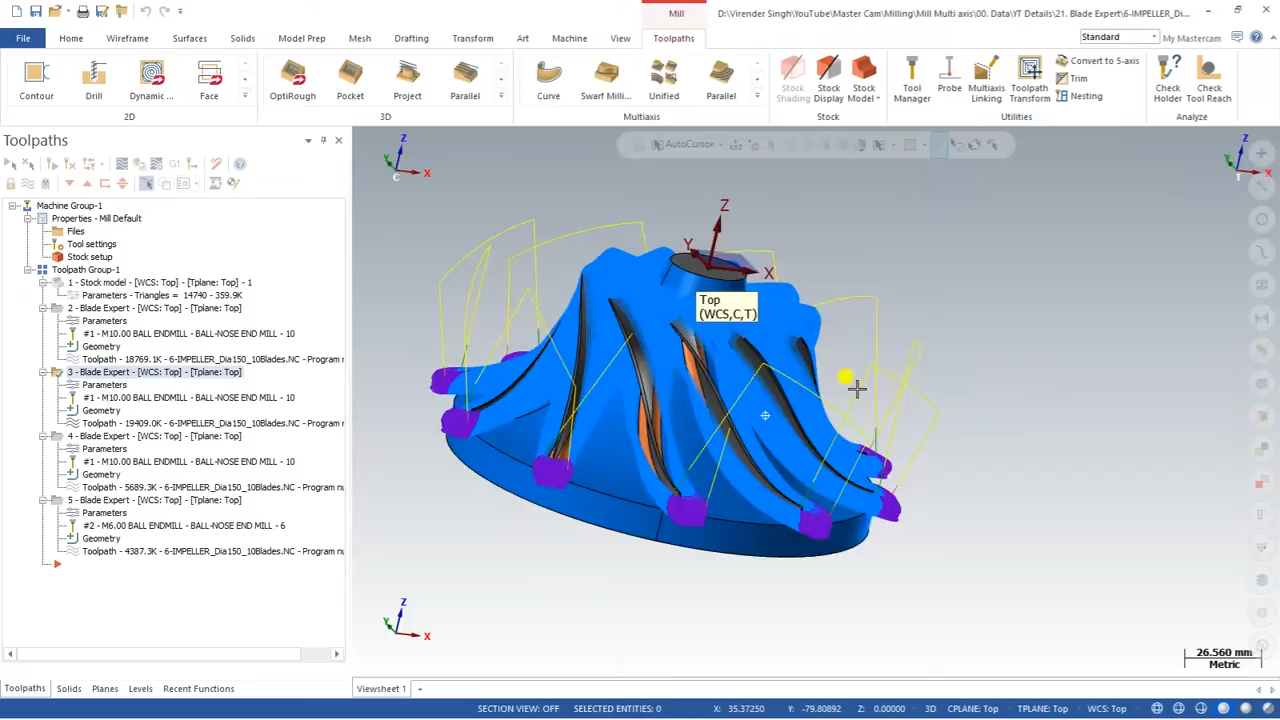 Mill
D:\Virender Singh\YouTube\Master Cam\Milling\Mill Multi axis\00. Data\YT Details\21. Blade Expert\6-IMPELLER_Di...
File
Home
Wireframe
Surfaces
Solids
Model Prep
Mesh
Drafting
Transform
Art
Machine
View
Toolpaths
Standard
My Mastercam
Contour
Drill
Dynamic ...
Face
2D
OptiRough
Pocket
Project
Parallel
3D
Curve
Swarf Milli...
Unified
Parallel
Multiaxis
Stock Shading
Stock Display
Stock Model
Stock
Tool Manager
Probe
Multiaxis Linking
Toolpath Transform
Convert to 5-axis
Trim
Nesting
Utilities
Check Holder
Check Tool Reach
Analyze
Toolpaths
AutoCursor
G1
Machine Group-1
Properties - Mill Default
Files
Tool settings
Stock setup
Toolpath Group-1
1 - Stock model - [WCS: Top] - [Tplane: Top] - 1
Parameters - Triangles = 14740 - 359.9K
2 - Blade Expert - [WCS: Top] - [Tplane: Top]
Parameters
#1 - M10.00 BALL ENDMILL - BALL-NOSE END MILL - 10
Geometry
Toolpath - 18769.1K - 6-IMPELLER_Dia150_10Blades.NC - Program nu
3 - Blade Expert - [WCS: Top] - [Tplane: Top]
Parameters
#1 - M10.00 BALL ENDMILL - BALL-NOSE END MILL - 10
Geometry
Toolpath - 19409.0K - 6-IMPELLER_Dia150_10Blades.NC - Program nu
4 - Blade Expert - [WCS: Top] - [Tplane: Top]
Parameters
#1 - M10.00 BALL ENDMILL - BALL-NOSE END MILL - 10
Geometry
Toolpath - 5689.3K - 6-IMPELLER_Dia150_10Blades.NC - Program nu
5 - Blade Expert - [WCS: Top] - [Tplane: Top]
Parameters
#2 - M6.00 BALL ENDMILL - BALL-NOSE END MILL - 6
Geometry
Toolpath - 4387.3K - 6-IMPELLER_Dia150_10Blades.NC - Program nu
Z
Y
X
C
Z
Y
X
T
Z
Y
X
Top
(WCS,C,T)
Z
Y
X
26.560 mm
Metric
Toolpaths
Solids
Planes
Levels
Recent Functions
Viewsheet 1
+
SECTION VIEW: OFF
SELECTED ENTITIES: 0
X: 35.37250
Y: -79.80892
Z: 0.00000
3D
CPLANE: Top
TPLANE: Top
WCS: Top